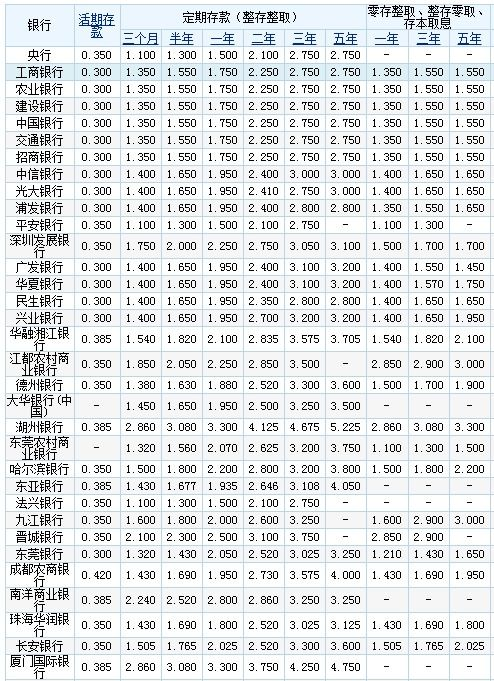 银行 活期存款 定期存款（整存整取） 零存整取、整存零取、存本取息
三个月 半年 一年 二年 三年 五年 一年 三年 五年
央行 0.350 1.100 1.300 1.500 2.100 2.750 2.750 - - -
工商银行 0.300 1.350 1.550 1.750 2.250 2.750 2.750 1.350 1.550 1.550
农业银行 0.300 1.350 1.550 1.750 2.250 2.750 2.750 1.350 1.550 1.550
建设银行 0.300 1.350 1.550 1.750 2.250 2.750 2.750 1.350 1.550 1.550
中国银行 0.300 1.350 1.550 1.750 2.250 2.750 2.750 1.350 1.550 1.550
交通银行 0.300 1.350 1.550 1.750 2.250 2.750 2.750 1.350 1.550 1.550
招商银行 0.300 1.350 1.550 1.750 2.250 2.750 2.750 1.350 1.550 1.550
中信银行 0.300 1.400 1.650 1.950 2.400 3.000 3.000 1.400 1.650 1.650
光大银行 0.300 1.400 1.650 1.950 2.410 2.750 3.000 1.400 1.650 1.650
浦发银行 0.300 1.400 1.650 1.950 2.400 2.800 2.800 1.350 1.550 1.650
平安银行 0.350 1.100 1.300 1.500 2.100 2.750 - 1.100 1.300 -
深圳发展银行 0.350 1.750 2.000 2.250 2.750 3.050 3.100 1.500 1.700 1.700
广发银行 0.300 1.400 1.650 1.950 2.400 3.100 3.200 1.400 1.550 1.450
华夏银行 0.300 1.400 1.650 1.950 2.400 3.100 3.200 1.400 1.570 1.750
民生银行 0.300 1.400 1.650 1.950 2.350 2.800 2.800 1.400 1.650 1.650
兴业银行 0.300 1.400 1.650 1.950 2.700 3.200 3.200 1.400 1.650 1.950
华融湘江银行 0.385 1.540 1.820 2.100 2.835 3.575 3.705 1.540 1.820 2.100
江都农村商业银行 0.350 1.850 2.050 2.250 2.850 3.500 - 2.850 2.900 3.000
德州银行 0.350 1.380 1.630 1.880 2.520 3.300 3.600 1.500 1.700 1.900
大华银行(中国) - 1.450 1.650 1.950 2.500 3.250 3.500 - - -
湖州银行 0.385 2.860 3.080 3.300 4.125 4.675 5.225 2.860 3.080 3.300
东莞农村商业银行 - 1.320 1.560 2.070 2.625 3.200 3.750 1.100 1.300 1.500
哈尔滨银行 0.350 1.500 1.800 2.200 2.800 3.200 3.800 1.500 1.800 2.200
东亚银行 0.385 1.430 1.677 1.935 2.646 3.108 4.050 - - -
法兴银行 0.350 1.100 1.300 1.500 2.100 2.750 - - - -
九江银行 0.350 1.600 1.800 2.000 2.600 3.250 - 1.600 2.900 3.000
晋城银行 0.350 2.100 2.300 2.500 3.100 3.750 - 2.850 2.900 -
东莞银行 0.300 1.320 1.430 2.050 2.520 3.025 3.250 1.210 1.430 1.650
成都农商银行 0.420 1.430 1.690 1.950 2.730 3.575 4.000 1.430 1.690 1.950
南洋商业银行 0.385 2.240 2.520 2.800 2.860 3.250 3.250 - - -
珠海华润银行 0.350 1.430 1.690 1.800 2.520 3.025 3.125 1.430 1.690 1.800
长安银行 0.350 1.505 1.765 2.025 2.520 3.300 3.600 1.505 1.765 2.025
厦门国际银行 0.385 2.860 3.080 3.300 3.750 4.250 4.750 - - -